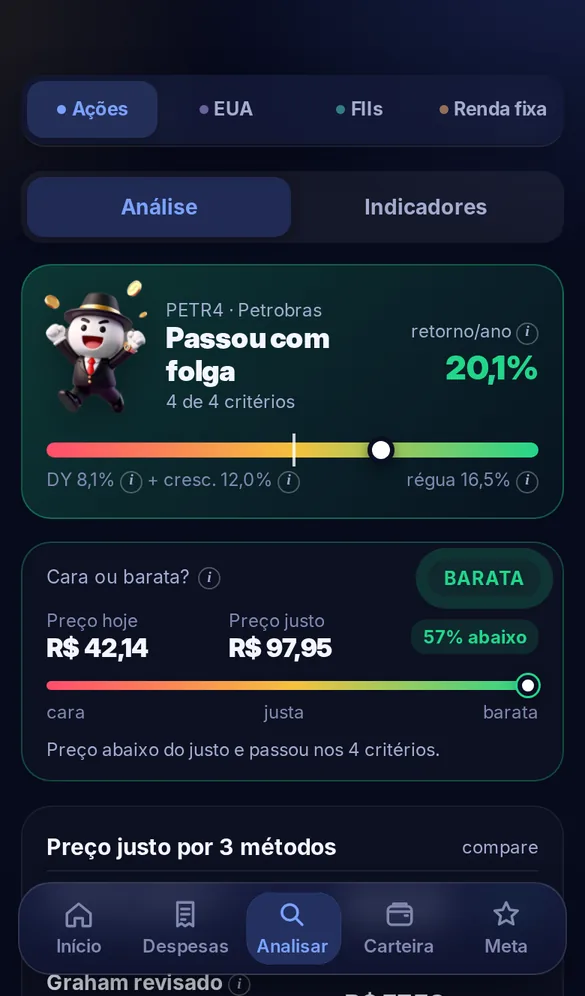 Ações EUA FIIs Renda fixa
Análise Indicadores
PETR4 · Petrobras
Passou com
folga
4 de 4 critérios
retorno/ano i
20,1%
DY 8,1% i + cresc. 12,0% i régua 16,5% i
Cara ou barata? i BARATA
Preço hoje Preço justo
R$ 42,14 R$ 97,95 57% abaixo
cara justa barata
Preço abaixo do justo e passou nos 4 critérios.
Preço justo por 3 métodos compare
Início Despesas Analisar Carteira Meta
Graham revisado i